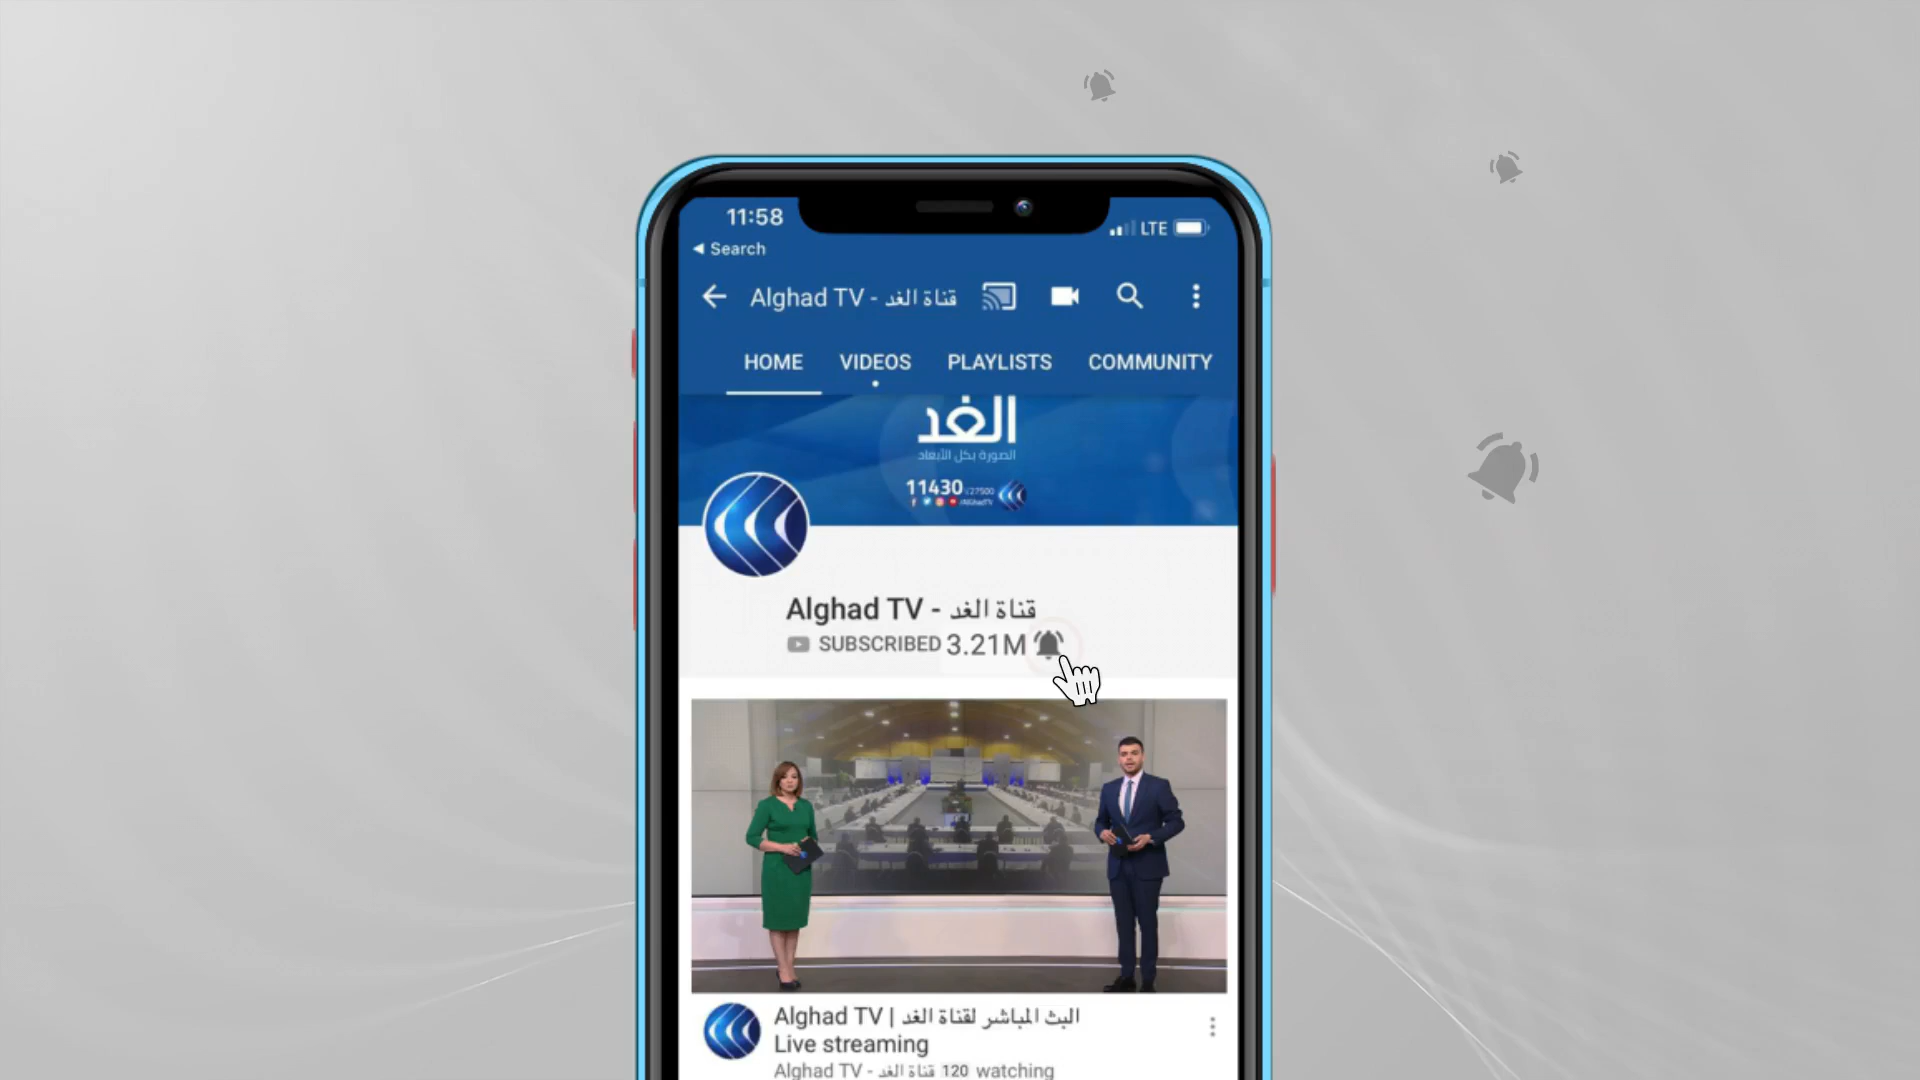 11:58
LTE
◀ Search
Alghad TV - قناة الغد
HOME VIDEOS PLAYLISTS COMMUNITY
الغد
الصورة بكل الأبعاد
11430
27500
/AlGhadTV
Alghad TV - قناة الغد
SUBSCRIBED 3.21M
Alghad TV | البث المباشر لقناة الغد
Live streaming
Alghad TV - قناة الغد 120 watching